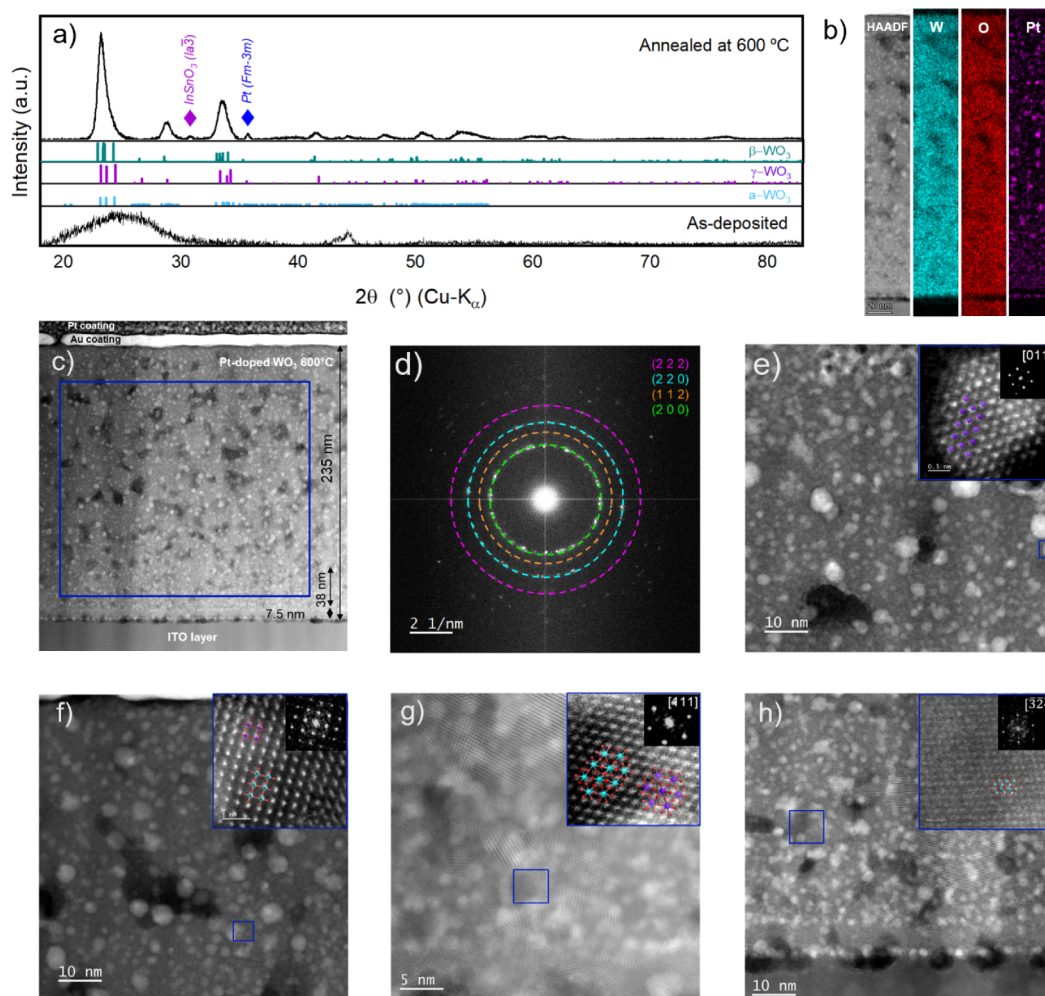 a)
Annealed at 600 ºC
InSnO3 (Ia3̅)
Pt (Fm-3m)
Intensity (a.u.)
β–WO3
γ–WO3
a–WO3
As-deposited
20 30 40 50 60 70 80
2θ (°) (Cu-Kα)
b)
HAADF
W
O
Pt
20 nm
Pt coating
Au coating
c)
Pt-doped WO3 600°C
235 nm
38 nm
7.5 nm
ITO layer
d)
(2 2 2)
(2 2 0)
(1 1 2)
(2 0 0)
2 1/nm
e)
[011
0.5 nm
10 nm
f)
10 nm
g)
5 nm
h)
10 nm